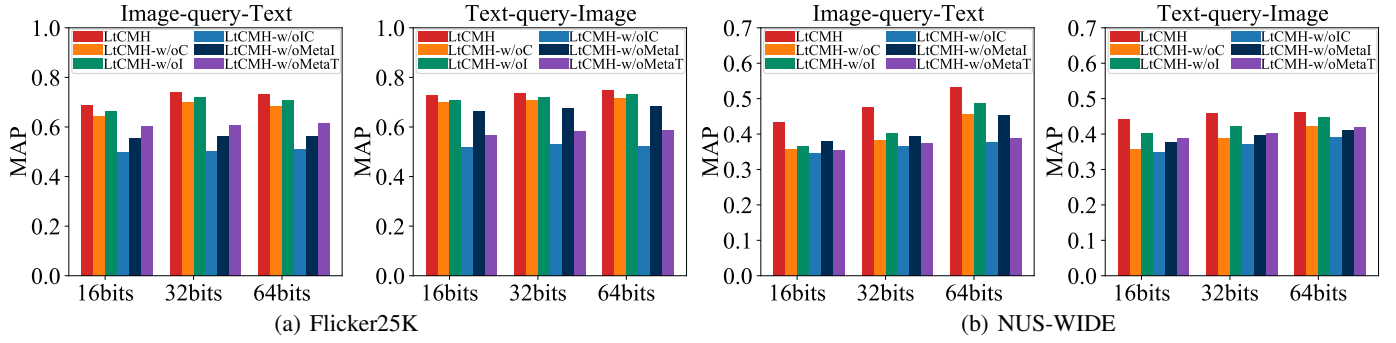 Image-query-Text
MAP
1.0
0.8
0.6
0.4
0.2
0.0
LtCMH
LtCMH-w/oC
LtCMH-w/oI
LtCMH-w/oIC
LtCMH-w/oMetaI
LtCMH-w/oMetaT
16bits 32bits 64bits
Text-query-Image
MAP
1.0
0.8
0.6
0.4
0.2
0.0
LtCMH
LtCMH-w/oC
LtCMH-w/oI
LtCMH-w/oIC
LtCMH-w/oMetaI
LtCMH-w/oMetaT
16bits 32bits 64bits
(a) Flicker25K
Image-query-Text
MAP
0.7
0.6
0.5
0.4
0.3
0.2
0.1
0.0
LtCMH
LtCMH-w/oC
LtCMH-w/oI
LtCMH-w/oIC
LtCMH-w/oMetaI
LtCMH-w/oMetaT
16bits 32bits 64bits
Text-query-Image
MAP
0.7
0.6
0.5
0.4
0.3
0.2
0.1
0.0
LtCMH
LtCMH-w/oC
LtCMH-w/oI
LtCMH-w/oIC
LtCMH-w/oMetaI
LtCMH-w/oMetaT
16bits 32bits 64bits
(b) NUS-WIDE